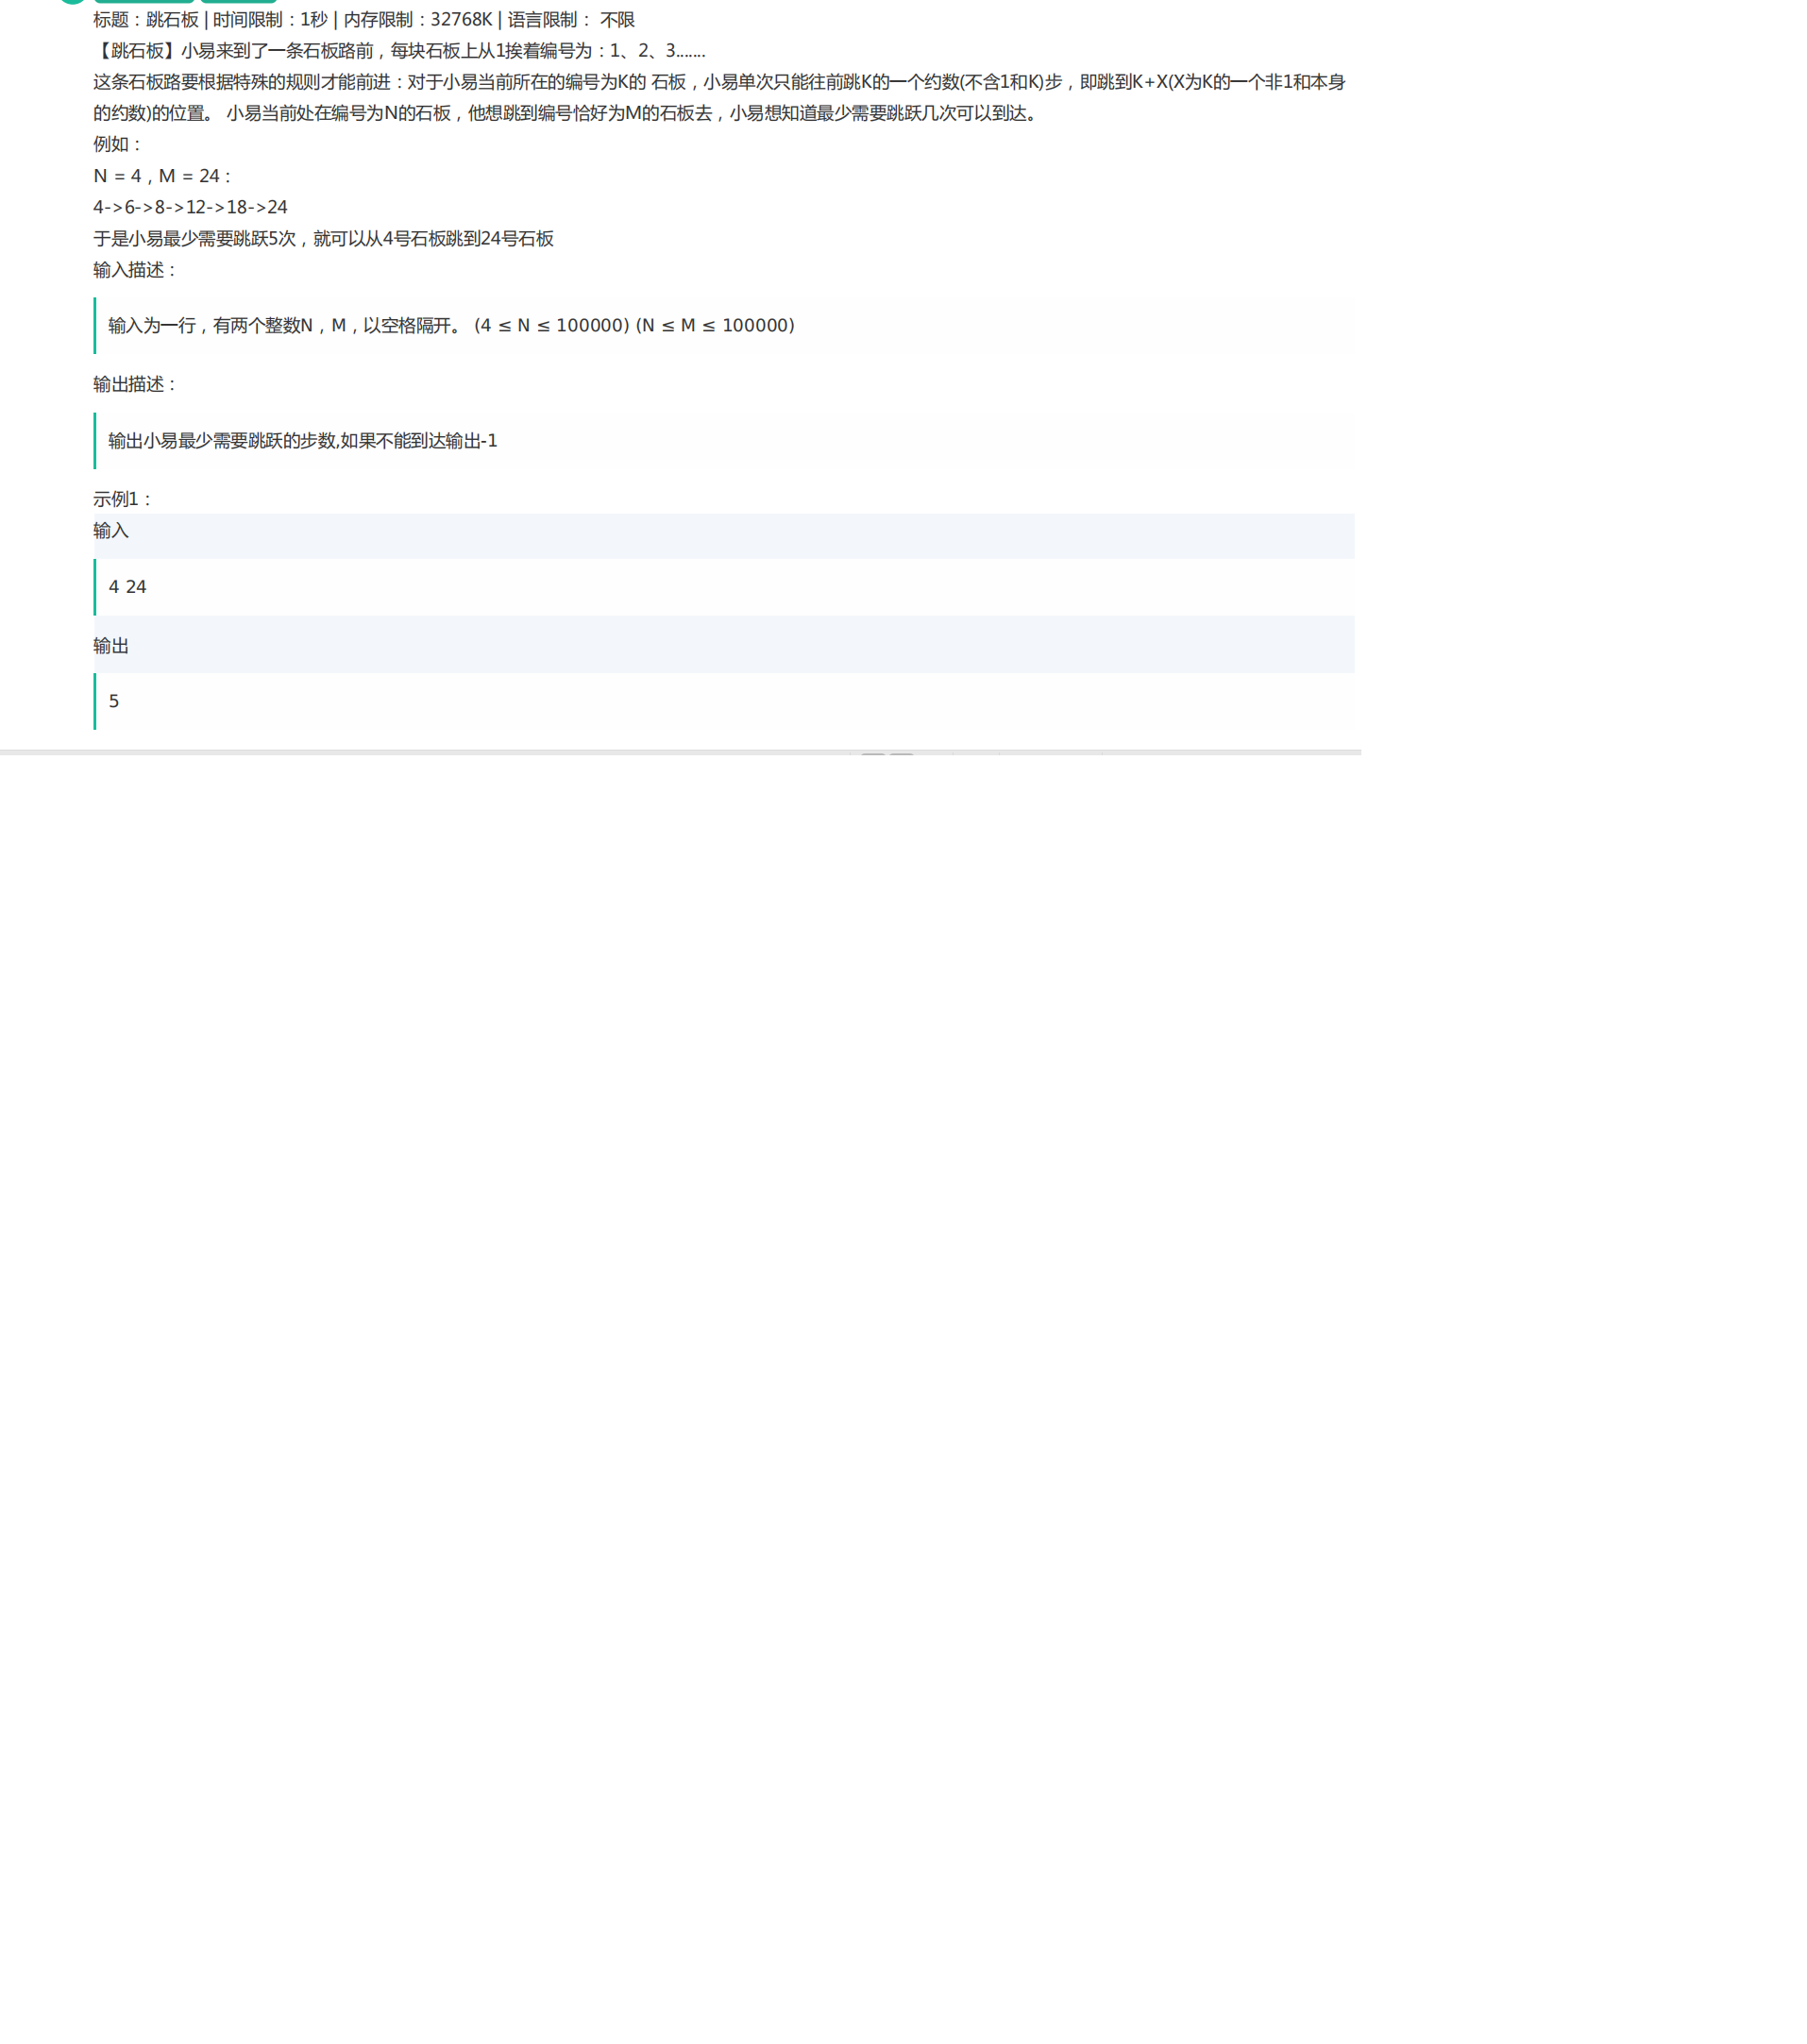 标题：跳石板 | 时间限制：1秒 | 内存限制：32768K | 语言限制： 不限
【跳石板】小易来到了一条石板路前，每块石板上从1挨着编号为：1、2、3.......
这条石板路要根据特殊的规则才能前进：对于小易当前所在的编号为K的 石板，小易单次只能往前跳K的一个约数(不含1和K)步，即跳到K+X(X为K的一个非1和本身
的约数)的位置。 小易当前处在编号为N的石板，他想跳到编号恰好为M的石板去，小易想知道最少需要跳跃几次可以到达。
例如：
N = 4，M = 24：
4->6->8->12->18->24
于是小易最少需要跳跃5次，就可以从4号石板跳到24号石板
输入描述：
输入为一行，有两个整数N，M，以空格隔开。 (4 ≤ N ≤ 100000) (N ≤ M ≤ 100000)
输出描述：
输出小易最少需要跳跃的步数,如果不能到达输出-1
示例1：
输入
4 24
输出
5